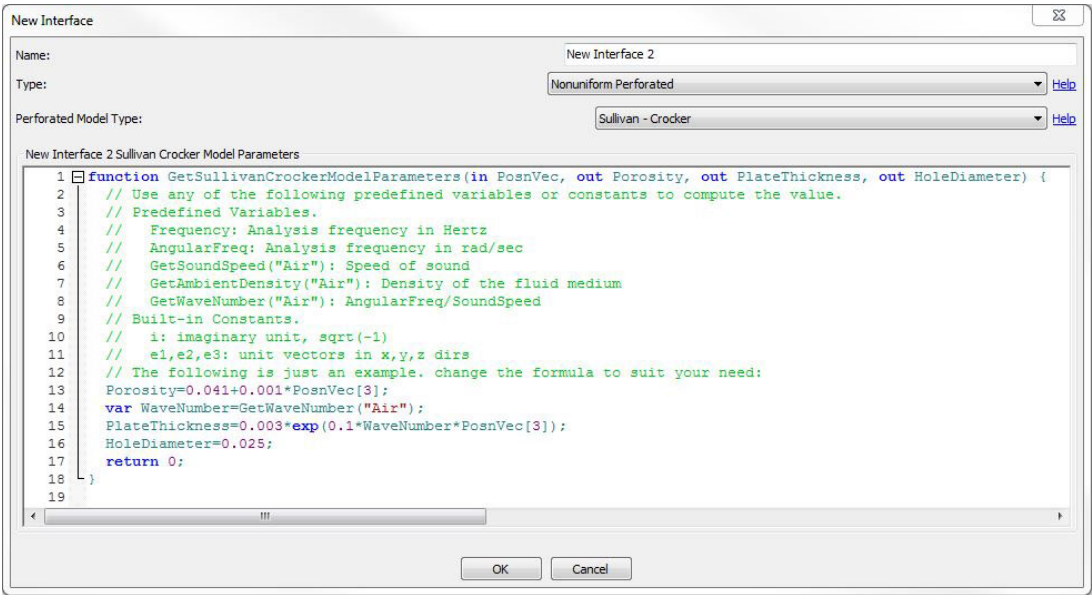 New Interface
Name: New Interface 2
Type: Nonuniform Perforated Help
Perforated Model Type: Sullivan - Crocker Help
New Interface 2 Sullivan Crocker Model Parameters
1 function GetSullivanCrockerModelParameters(in PosnVec, out Porosity, out PlateThickness, out HoleDiameter) {
2 // Use any of the following predefined variables or constants to compute the value.
3 // Predefined Variables.
4 // Frequency: Analysis frequency in Hertz
5 // AngularFreq: Analysis frequency in rad/sec
6 // GetSoundSpeed("Air"): Speed of sound
7 // GetAmbientDensity("Air"): Density of the fluid medium
8 // GetWaveNumber("Air"): AngularFreq/SoundSpeed
9 // Built-in Constants.
10 // i: imaginary unit, sqrt(-1)
11 // e1,e2,e3: unit vectors in x,y,z dirs
12 // The following is just an example. change the formula to suit your need:
13 Porosity=0.041+0.001*PosnVec[3];
14 var WaveNumber=GetWaveNumber("Air");
15 PlateThickness=0.003*exp(0.1*WaveNumber*PosnVec[3]);
16 HoleDiameter=0.025;
17 return 0;
18 }
19
OK Cancel